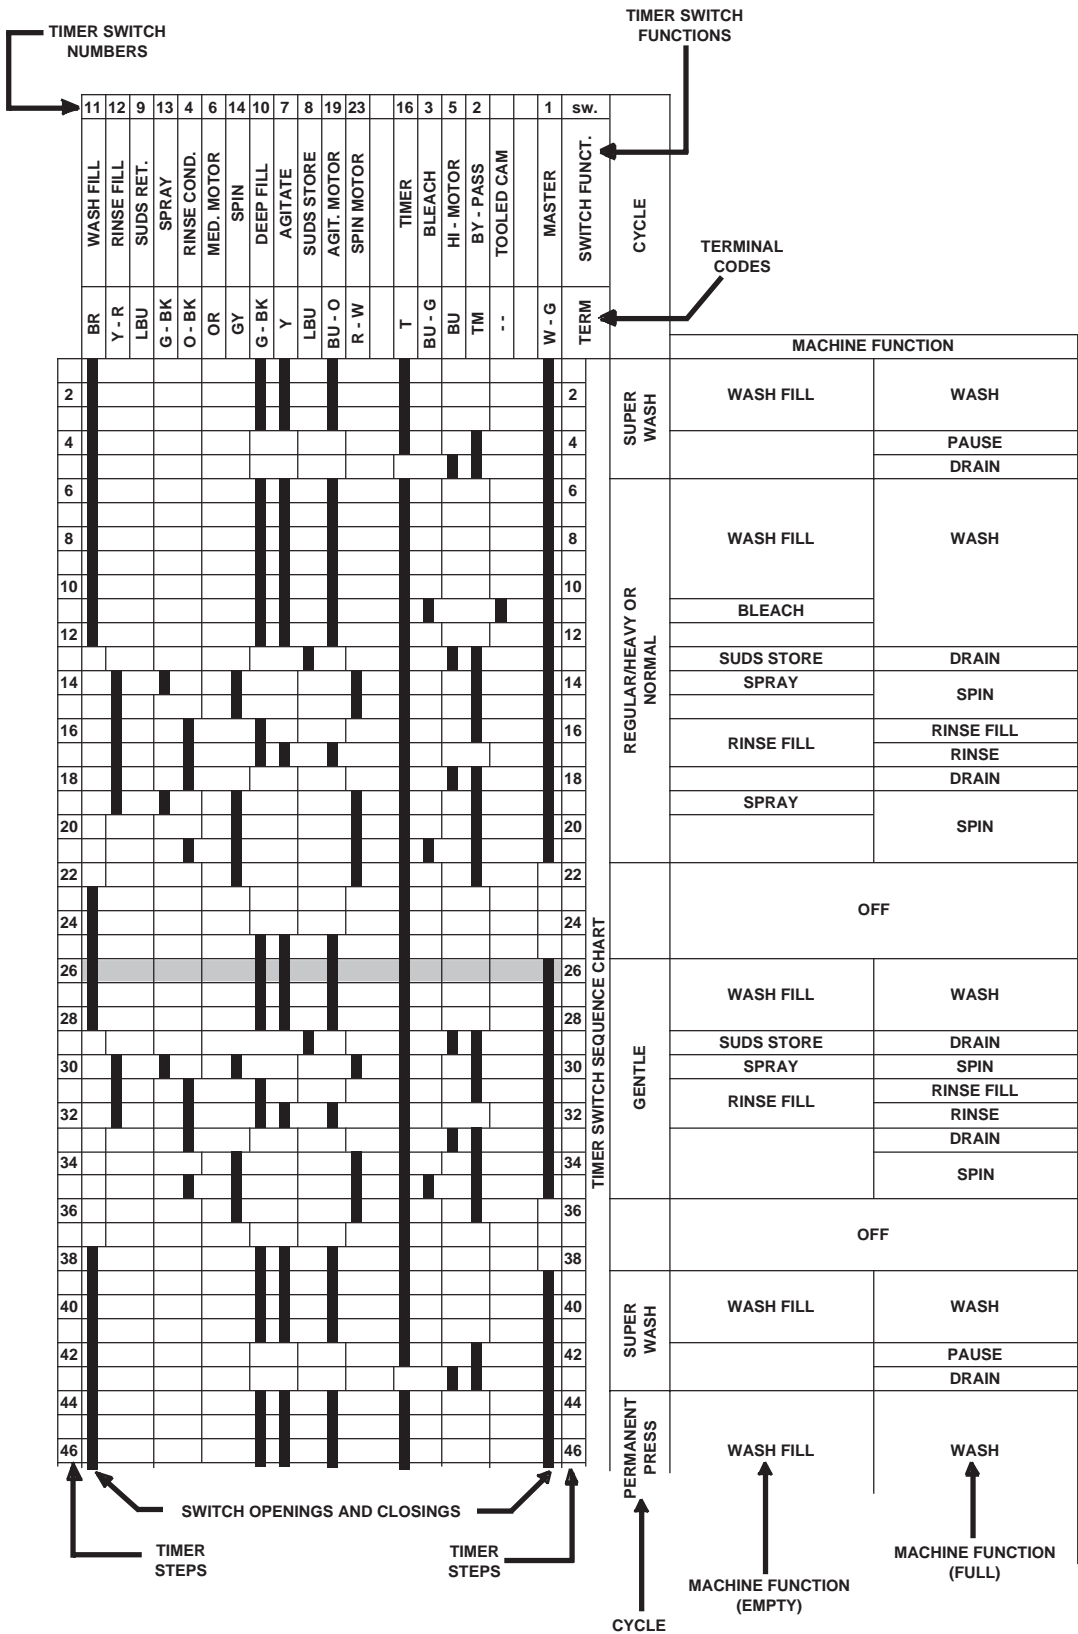 TIMER SWITCH
NUMBERS
TIMER SWITCH
FUNCTIONS
11 12 9 13 4 6 14 10 7 8 19 23 16 3 5 2 1 sw.
WASH FILL
RINSE FILL
SUDS RET.
SPRAY
RINSE COND.
MED. MOTOR
SPIN
DEEP FILL
AGITATE
SUDS STORE
AGIT. MOTOR
SPIN MOTOR
TIMER
BLEACH
HI - MOTOR
BY - PASS
TOOLED CAM
MASTER
SWITCH FUNCT.
CYCLE
TERMINAL
CODES
BR
Y - R
LBU
G - BK
O - BK
OR
GY
G - BK
Y
LBU
BU - O
R - W
T
BU - G
BU
TM
- -
W - G
TERM
MACHINE FUNCTION
2 2
4 4
6 6
8 8
10 10
12 12
14 14
16 16
18 18
20 20
22 22
24 24
26 26
28 28
30 30
32 32
34 34
36 36
38 38
40 40
42 42
44 44
46 46
TIMER SWITCH SEQUENCE CHART
SUPER
WASH
WASH FILL WASH
PAUSE
DRAIN
REGULAR/HEAVY OR
NORMAL
WASH FILL WASH
BLEACH
SUDS STORE DRAIN
SPRAY
SPIN
RINSE FILL
RINSE FILL
RINSE
DRAIN
SPRAY
SPIN
OFF
GENTLE
WASH FILL WASH
SUDS STORE DRAIN
SPRAY SPIN
RINSE FILL
RINSE FILL
RINSE
DRAIN
SPIN
OFF
SUPER
WASH
WASH FILL WASH
PAUSE
DRAIN
PERMANENT
PRESS
WASH FILL WASH
SWITCH OPENINGS AND CLOSINGS
TIMER
STEPS
TIMER
STEPS
CYCLE
MACHINE FUNCTION
(EMPTY)
MACHINE FUNCTION
(FULL)